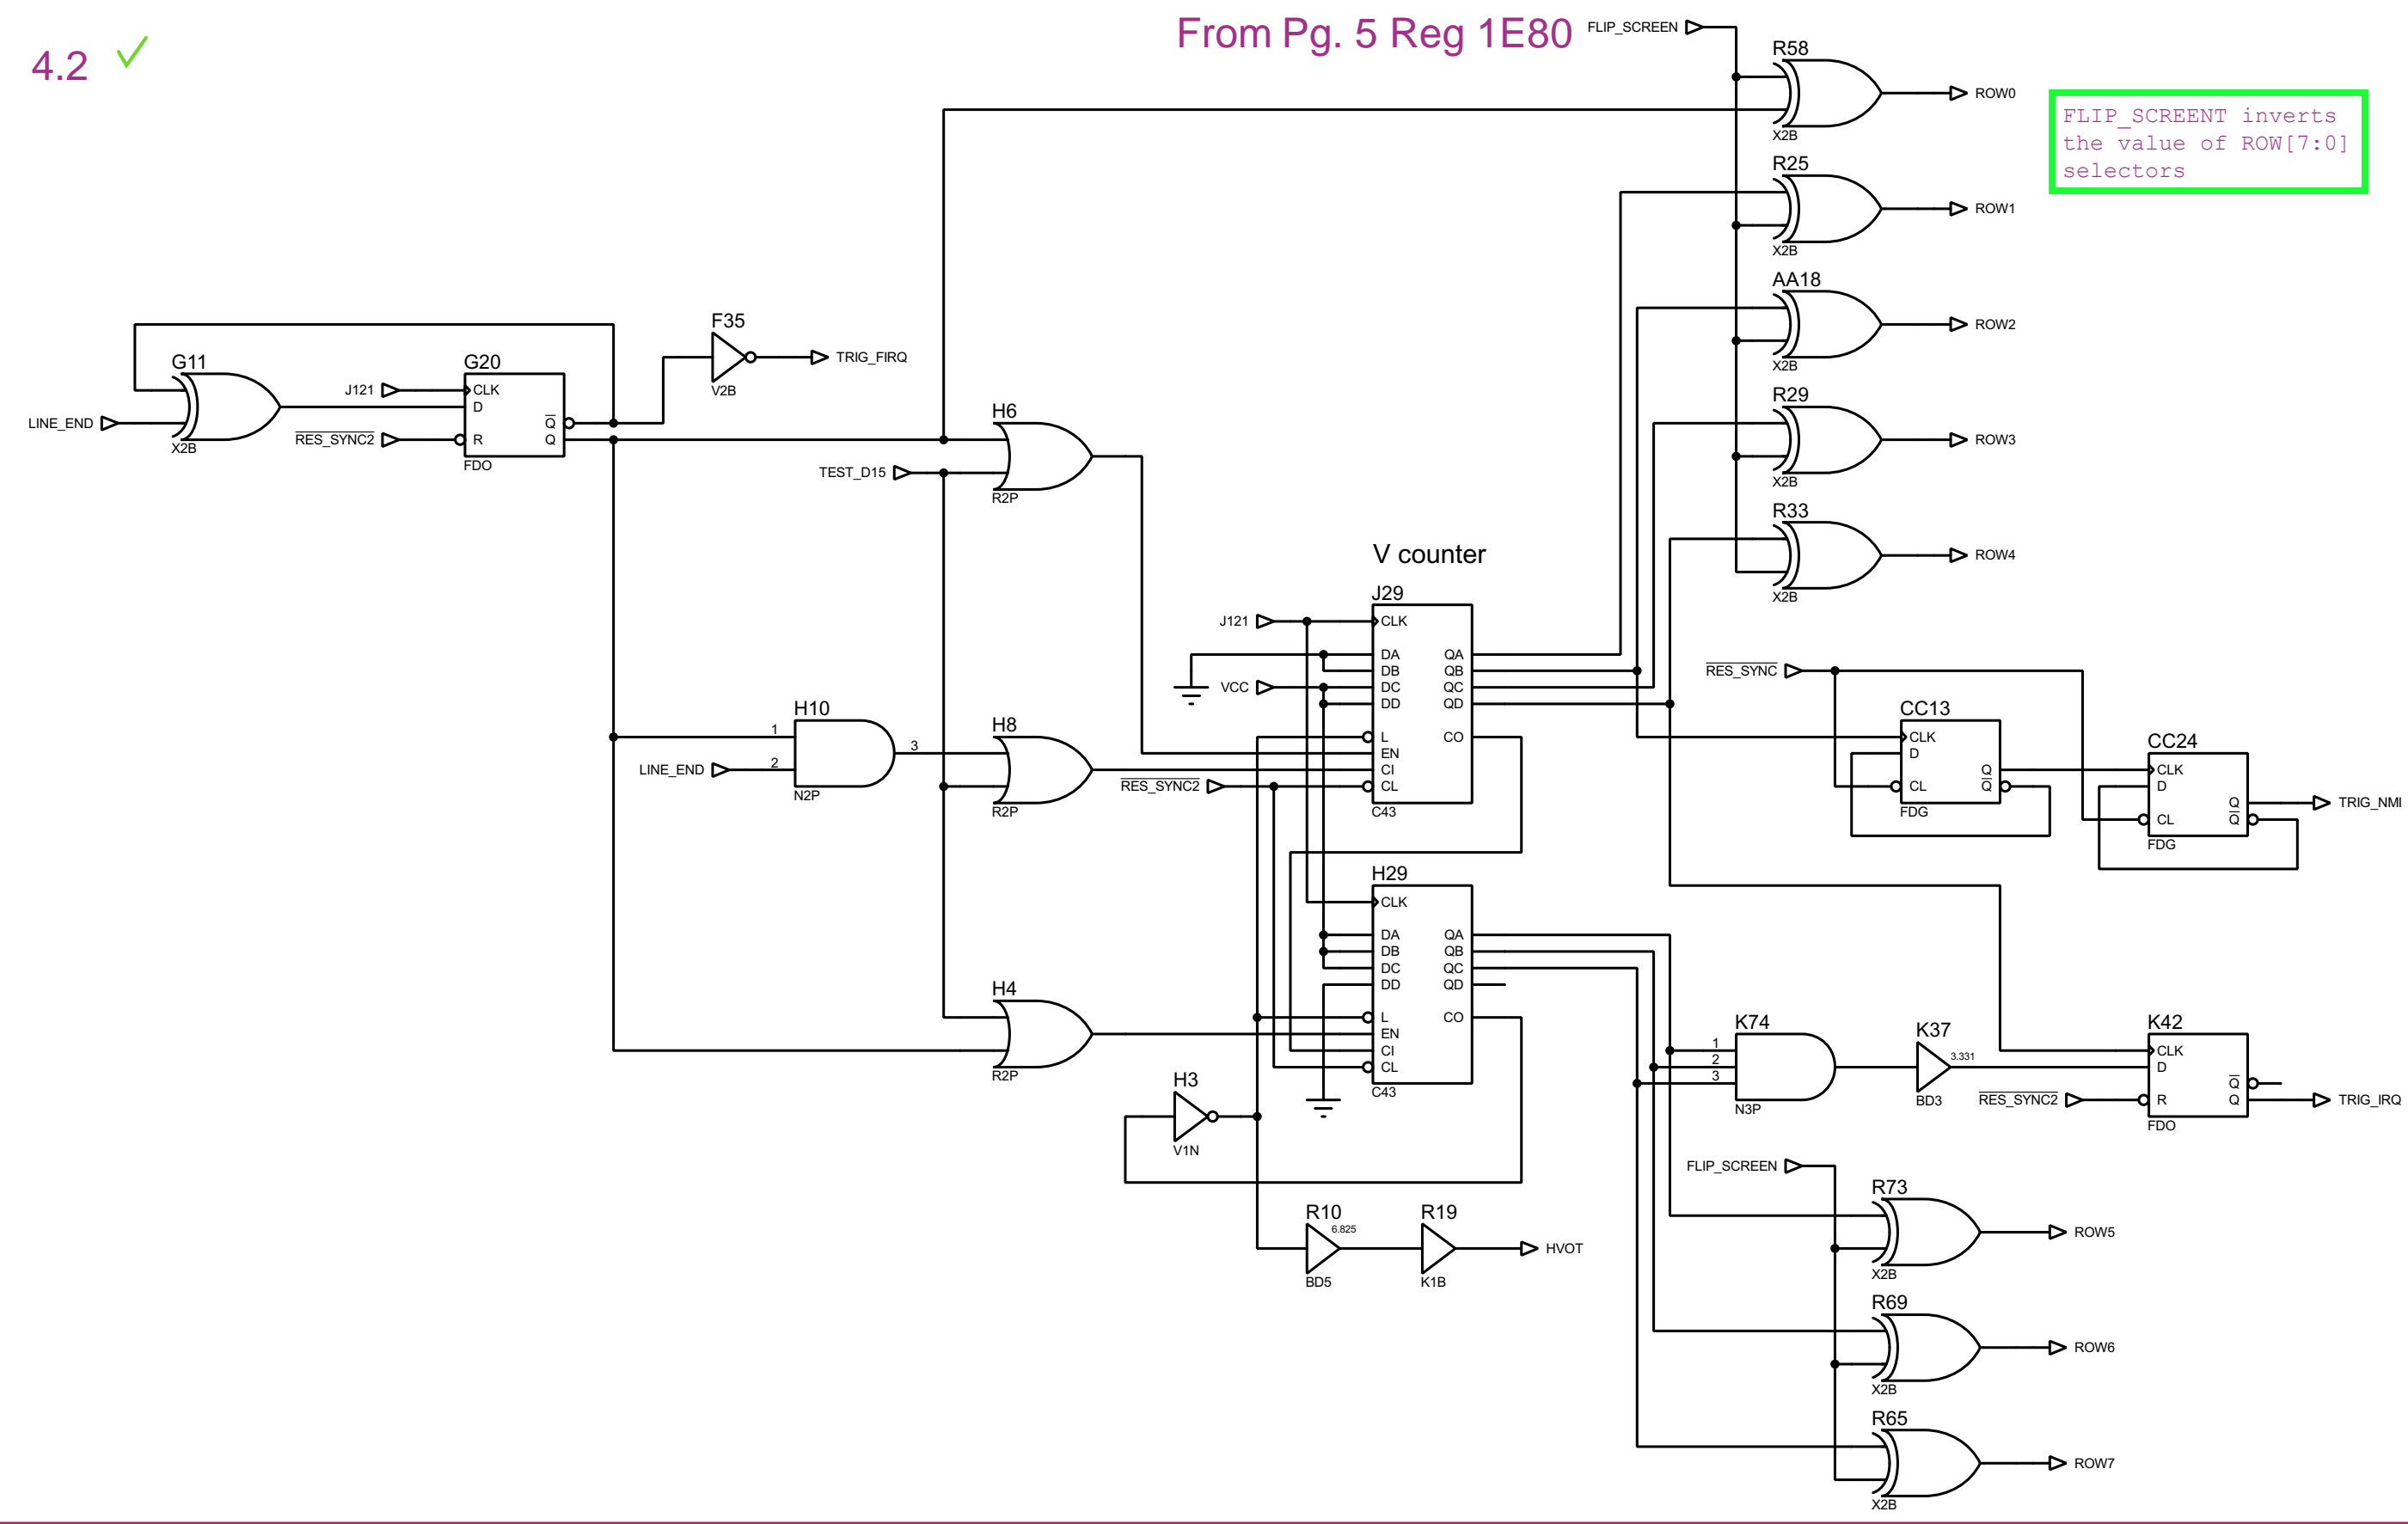 4.2
From Pg. 5 Reg 1E80
FLIP_SCREEN
R58
X2B
ROW0
FLIP_SCREENT inverts
the value of ROW[7:0]
selectors
R25
X2B
ROW1
AA18
X2B
ROW2
R29
X2B
ROW3
R33
X2B
ROW4
G11
LINE_END
X2B
J121
RES_SYNC2
G20
CLK
D
R
Q
Q
FDO
F35
V2B
TRIG_FIRQ
H6
TEST_D15
R2P
V counter
J29
J121
VCC
RES_SYNC2
CLK
DA
DB
DC
DD
L
EN
CI
CL
QA
QB
QC
QD
CO
C43
H10
1
2
3
LINE_END
N2P
H8
R2P
RES_SYNC
CC13
CLK
D
CL
Q
Q
FDG
CC24
CLK
D
CL
Q
Q
FDG
TRIG_NMI
H29
CLK
DA
DB
DC
DD
L
EN
CI
CL
QA
QB
QC
QD
CO
C43
H4
R2P
H3
V1N
R10
6.825
BD5
R19
K1B
HVOT
K74
1
2
3
N3P
K37
3.331
BD3
RES_SYNC2
K42
CLK
D
R
Q
Q
FDO
TRIG_IRQ
FLIP_SCREEN
R73
X2B
ROW5
R69
X2B
ROW6
R65
X2B
ROW7